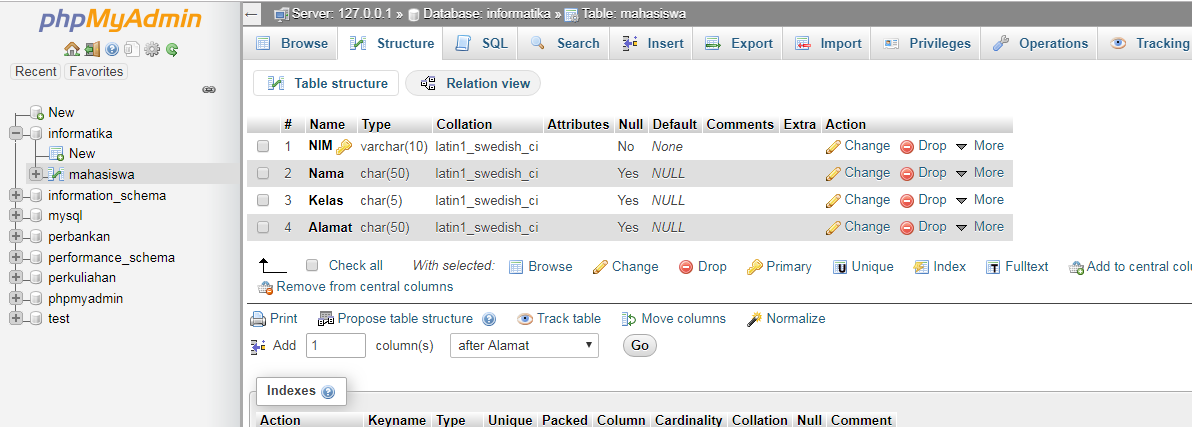 phpMyAdmin
Recent Favorites
New
informatika
New
mahasiswa
information_schema
mysql
perbankan
performance_schema
perkuliahan
phpmyadmin
test
Server: 127.0.0.1 » Database: informatika » Table: mahasiswa
Browse Structure SQL Search Insert Export Import Privileges Operations Tracking
Table structure Relation view
# Name Type Collation Attributes Null Default Comments Extra Action
1 NIM varchar(10) latin1_swedish_ci No None Change Drop More
2 Nama char(50) latin1_swedish_ci Yes NULL Change Drop More
3 Kelas char(5) latin1_swedish_ci Yes NULL Change Drop More
4 Alamat char(50) latin1_swedish_ci Yes NULL Change Drop More
Check all With selected: Browse Change Drop Primary Unique Index Fulltext Add to central colu
Remove from central columns
Print Propose table structure Track table Move columns Normalize
Add 1 column(s) after Alamat Go
Indexes
Action Keyname Type Unique Packed Column Cardinality Collation Null Comment